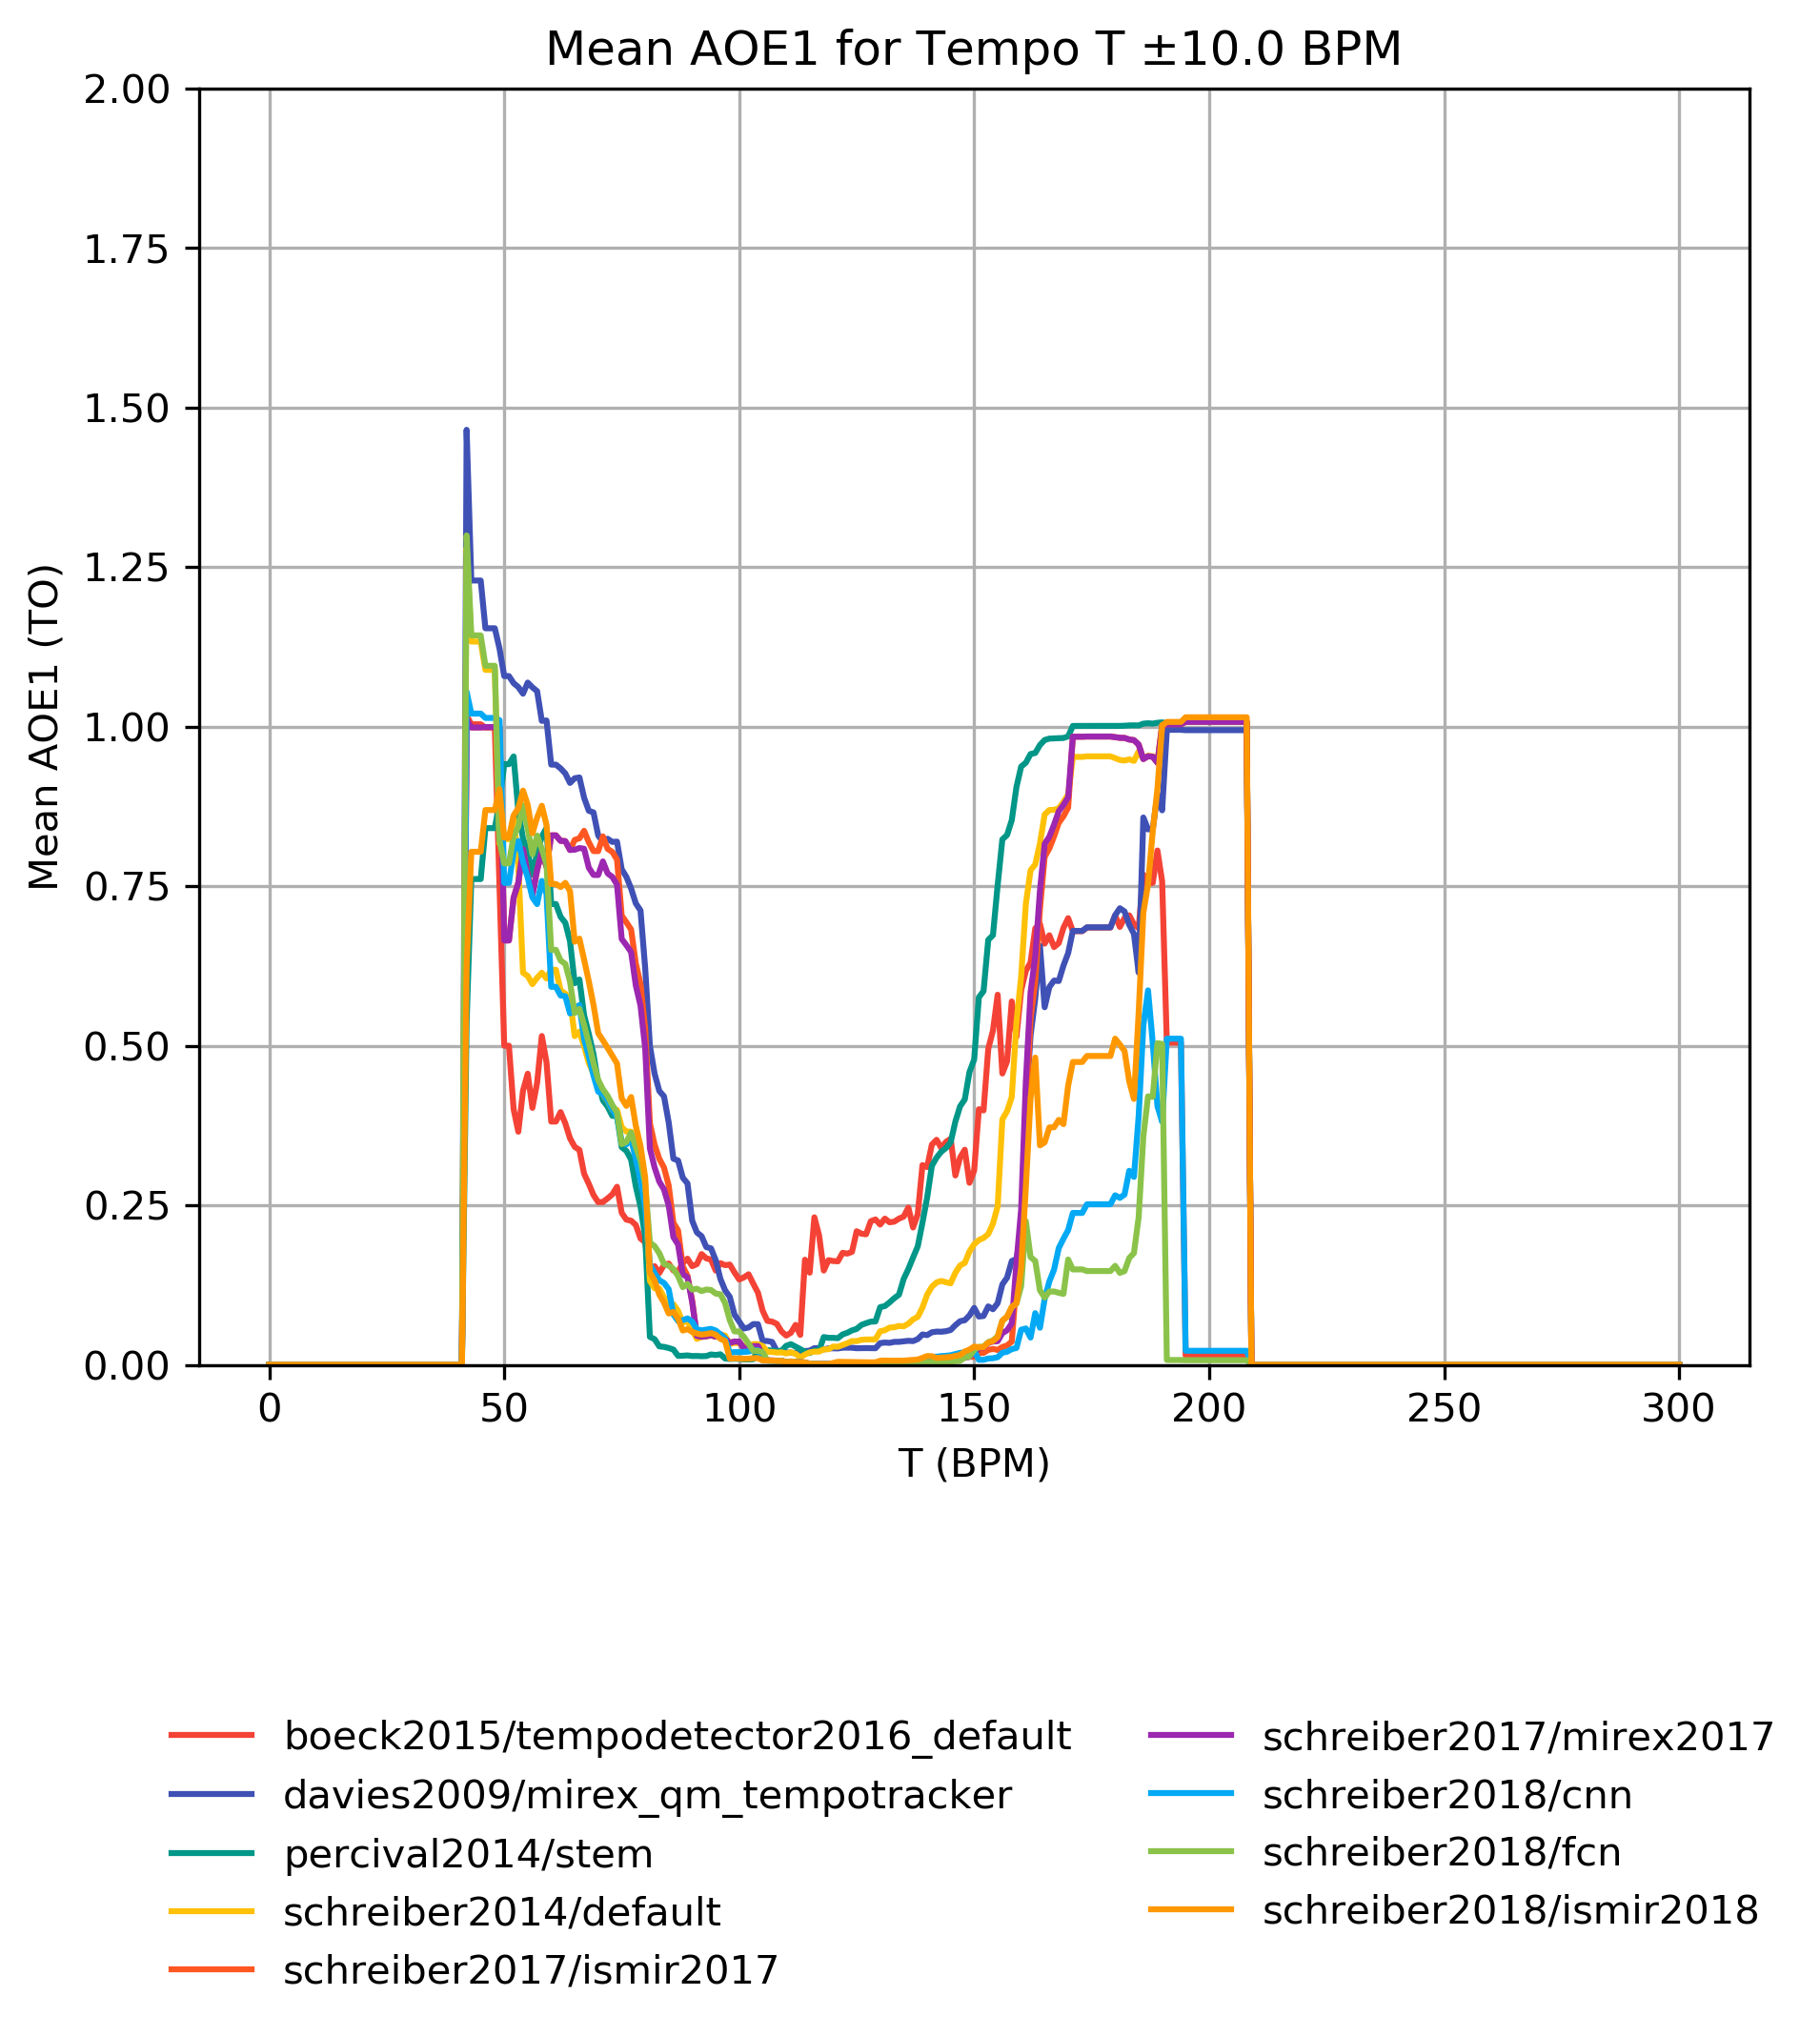 Mean AOE1 for Tempo T ±10.0 BPM
2.00
1.75
1.50
1.25
1.00
0.75
0.50
0.25
0.00
Mean AOE1 (TO)
0 50 100 150 200 250 300
T (BPM)
boeck2015/tempodetector2016_default
davies2009/mirex_qm_tempotracker
percival2014/stem
schreiber2014/default
schreiber2017/ismir2017
schreiber2017/mirex2017
schreiber2018/cnn
schreiber2018/fcn
schreiber2018/ismir2018